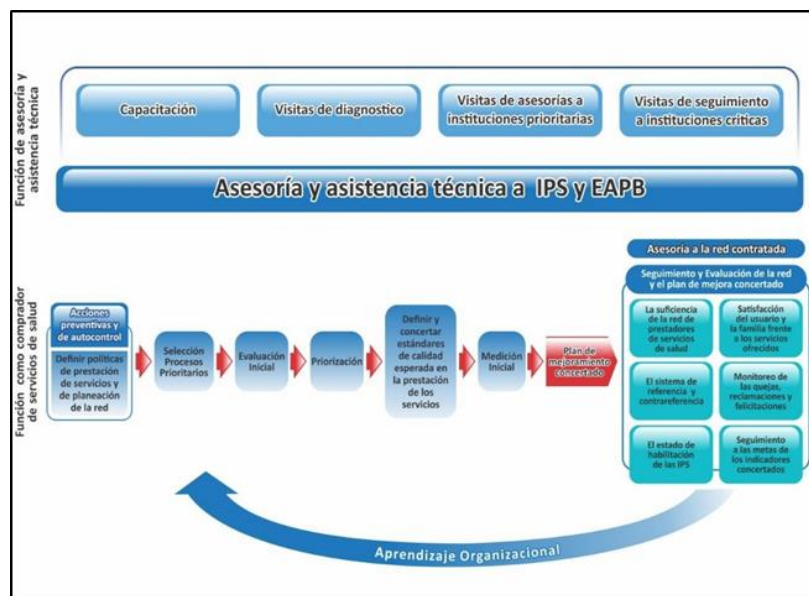 Función de asesoría y
asistencia técnica
Capacitación
Visitas de diagnostico
Visitas de asesorías a
instituciones prioritarias
Visitas de seguimiento
a instituciones críticas
Asesoría y asistencia técnica a IPS y EAPB
Función como comprador
de servicios de salud
Acciones
preventivas y de
autocontrol
Definir políticas
de prestación de
servicios y de
planeación de
la red
Selección
Procesos
Prioritarios
Evaluación
Inicial
Priorización
Definir y
concertar
estándares
de calidad
esperada en
la prestación
de los
servicios
Medición
Inicial
Plan de
mejoramiento
concertado
Asesoría a la red contratada
Seguimiento y Evaluación de la red
y el plan de mejora concertado
La suficiencia
de la red de
prestadores
de servicios
de salud
Satisfacción
del usuario y
la familia frente
a los servicios
ofrecidos
El sistema de
referencia y
contrareferencia
Monitoreo de
las quejas,
reclamaciones y
felicitaciones
El estado de
habilitación
de las IPS
Seguimiento
a las metas de
los indicadores
concertados
Aprendizaje Organizacional